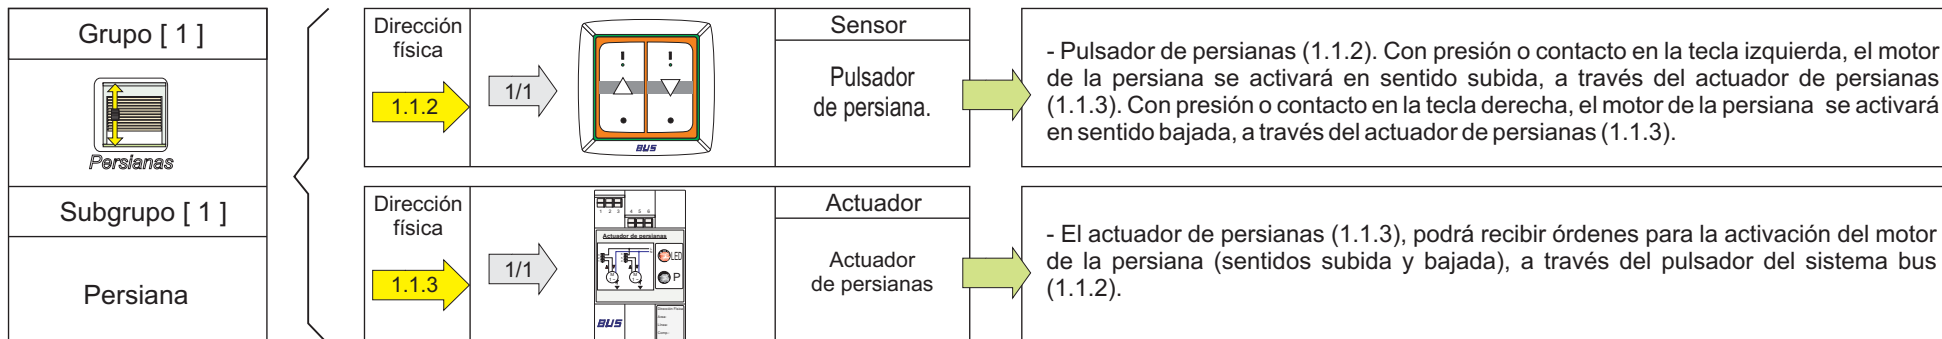 Grupo [ 1 ]
Persianas
Subgrupo [ 1 ]
Persiana
Dirección
física
1.1.2
1/1
BUS
Sensor
Pulsador
de persiana.
- Pulsador de persianas (1.1.2). Con presión o contacto en la tecla izquierda, el motor
de la persiana se activará en sentido subida, a través del actuador de persianas
(1.1.3). Con presión o contacto en la tecla derecha, el motor de la persiana se activará
en sentido bajada, a través del actuador de persianas (1.1.3).
Dirección
física
1.1.3
1/1
1 2 3 4 5 6
Actuador de persianas
LED
P
BUS
Actuador
Actuador
de persianas
- El actuador de persianas (1.1.3), podrá recibir órdenes para la activación del motor
de la persiana (sentidos subida y bajada), a través del pulsador del sistema bus
(1.1.2).